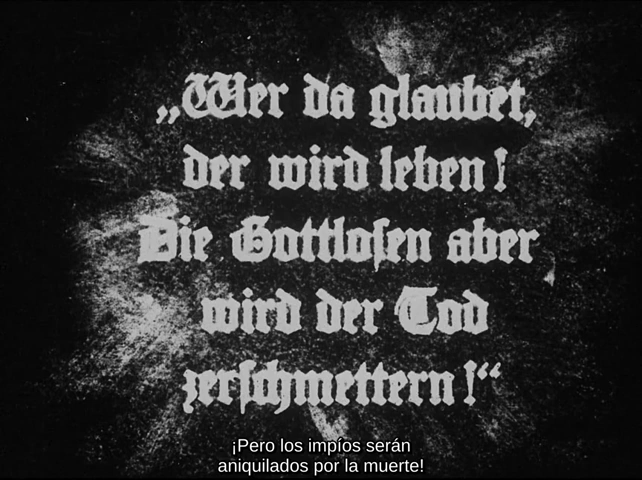 „Wer da glaubet,
der wird leben!
Die Gottlosen aber
wird der Tod
zerschmettern!“
¡Pero los impíos serán
aniquilados por la muerte!